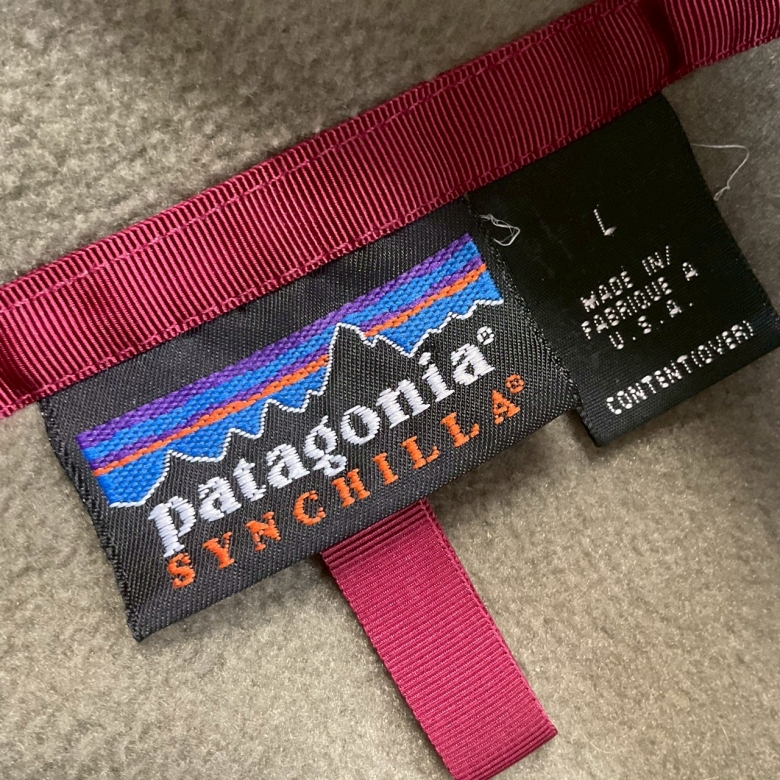 patagonia®
SYNCHILLA®
L
MADE IN/
FABRIQUE A
U.S.A.
CONTENT(OVER)